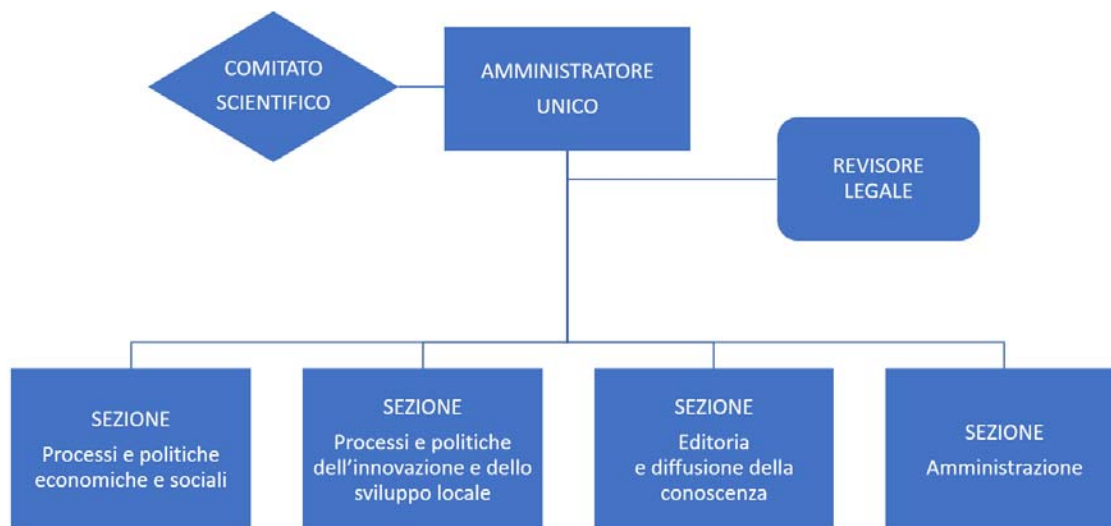 COMITATO
SCIENTIFICO
AMMINISTRATORE
UNICO
REVISORE
LEGALE
SEZIONE
Processi e politiche
economiche e sociali
SEZIONE
Processi e politiche
dell’innovazione e dello
sviluppo locale
SEZIONE
Editoria
e diffusione della
conoscenza
SEZIONE
Amministrazione